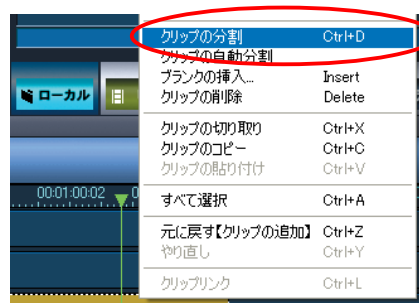 クリップの分割 Ctrl+D
クリップの自動分割
ブランクの挿入... Insert
クリップの削除 Delete
ローカル
クリップの切り取り Ctrl+X
クリップのコピー Ctrl+C
クリップの貼り付け Ctrl+V
00:01:00:02 0
すべて選択 Ctrl+A
元に戻す【クリップの追加】 Ctrl+Z
やり直し Ctrl+Y
クリップリンク Ctrl+L